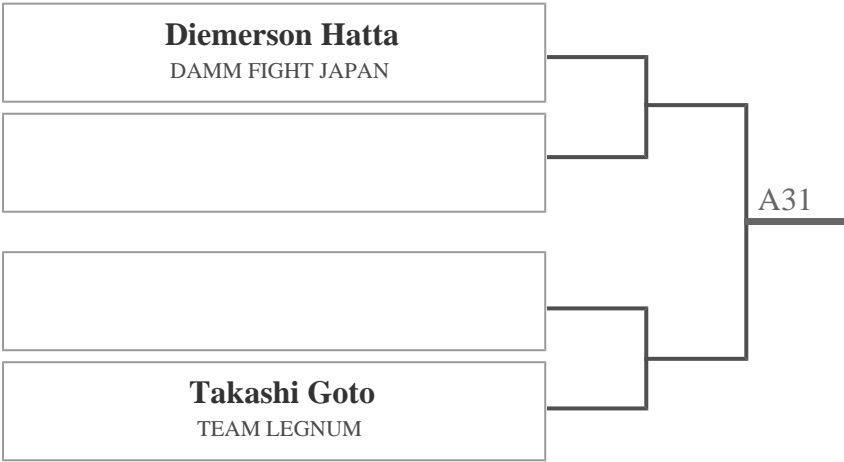 Diemerson Hatta
DAMM FIGHT JAPAN
A31
Takashi Goto
TEAM LEGNUM